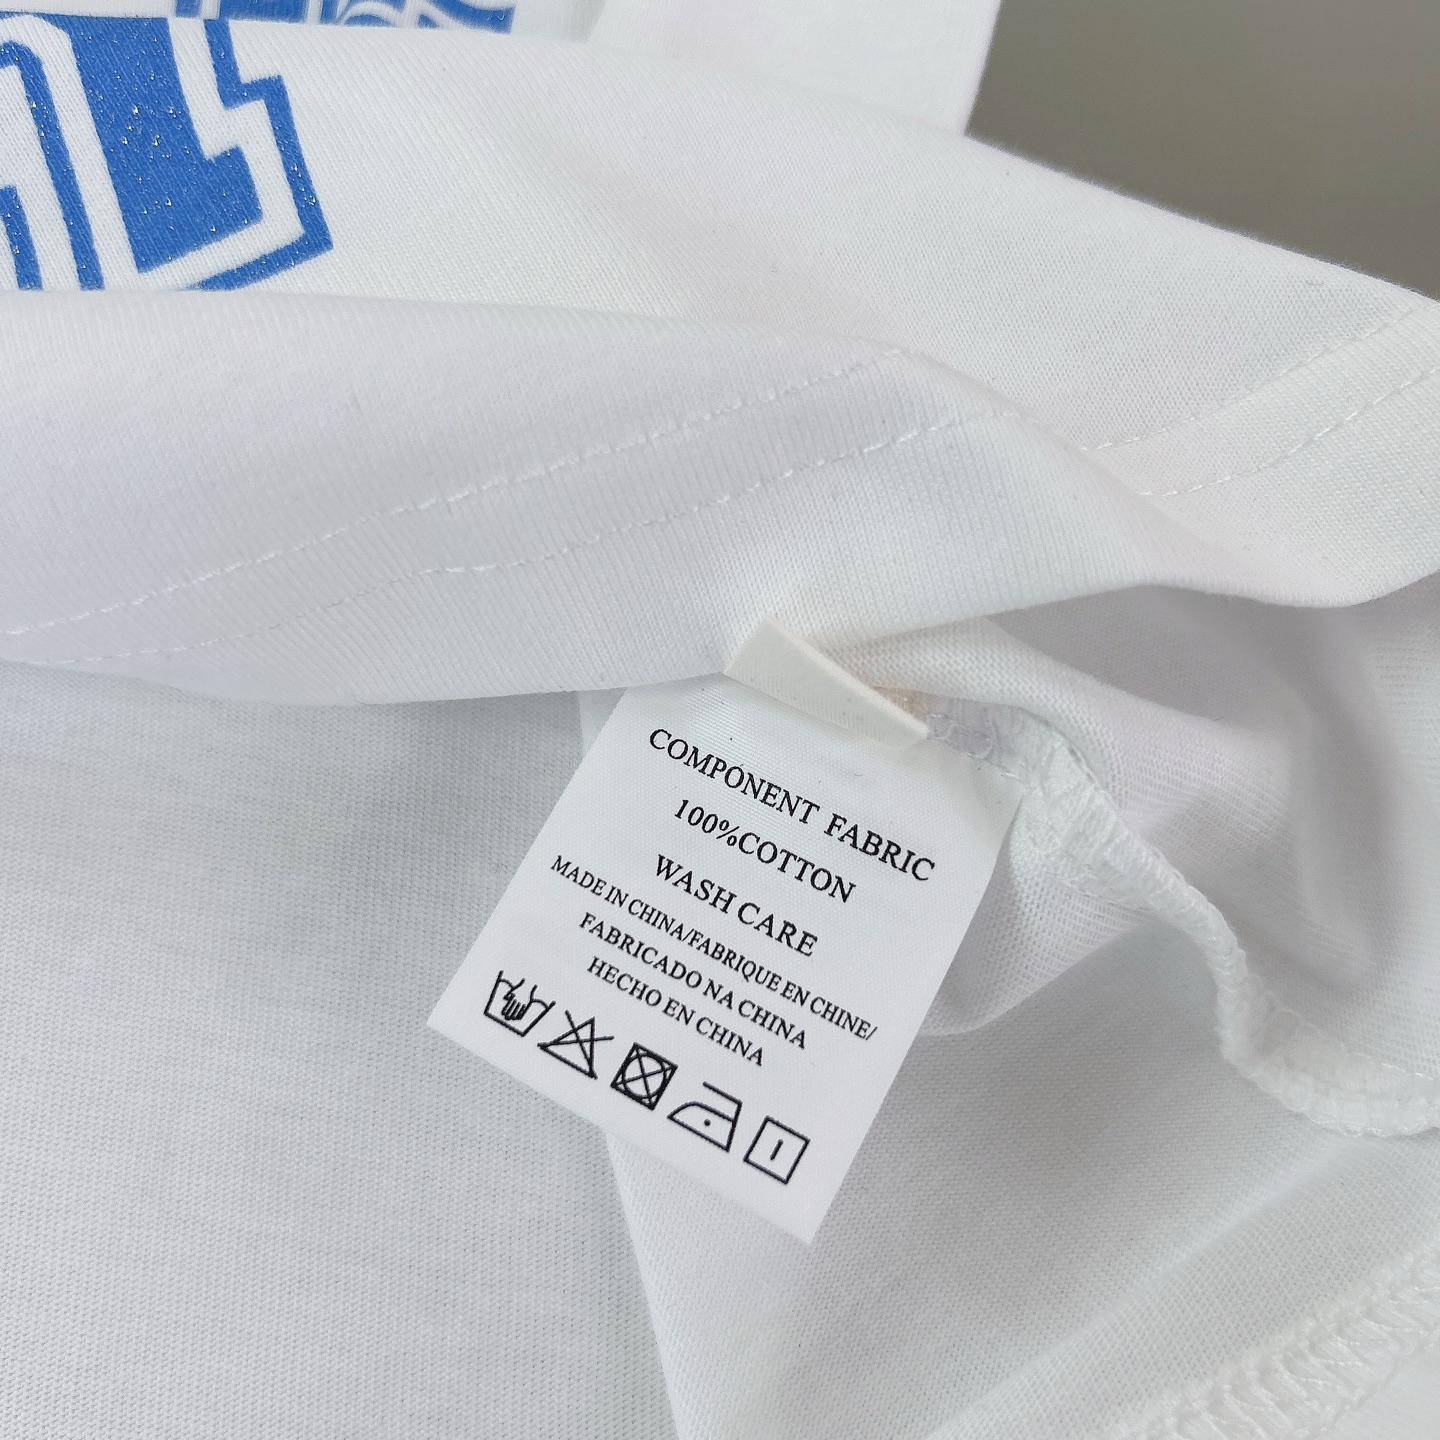 COMPONENT FABRIC
100%COTTON
WASH CARE
MADE IN CHINA/FABRIQUE EN CHINE/
FABRICADO NA CHINA
HECHO EN CHINA